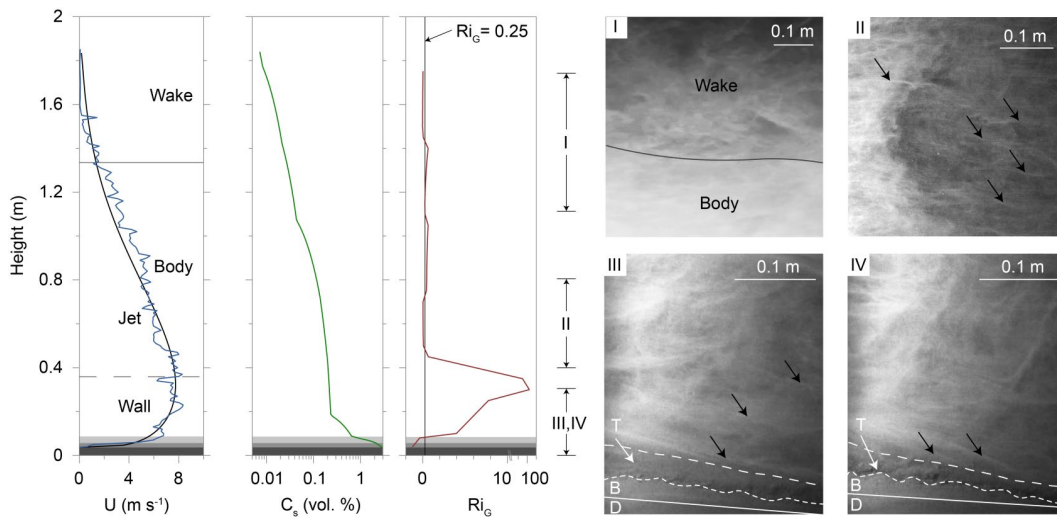 2
1.6
1.2
0.8
0.4
0
Height (m)
Wake
Body
Jet
Wall
0 4 8
U (m s⁻¹)
0.01 0.1 1
Cₛ (vol. %)
Ri_G = 0.25
0 10 100
Ri_G
I
II
III,IV
I
0.1 m
Wake
Body
II
0.1 m
III
0.1 m
T
B
D
IV
0.1 m
T
B
D